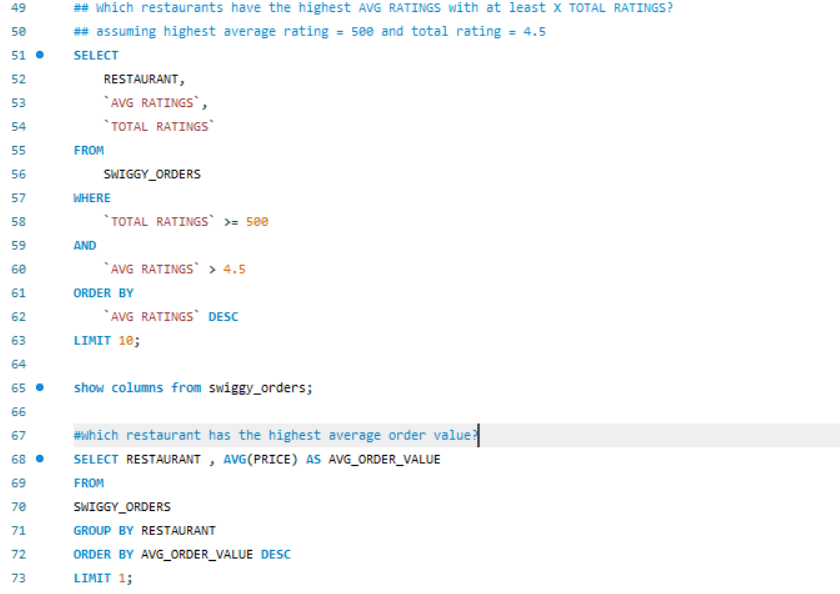 49 ## Which restaurants have the highest AVG RATINGS with at least X TOTAL RATINGS?
50 ## assuming highest average rating = 500 and total rating = 4.5
51 SELECT
52 RESTAURANT,
53 `AVG RATINGS`,
54 `TOTAL RATINGS`
55 FROM
56 SWIGGY_ORDERS
57 WHERE
58 `TOTAL RATINGS` >= 500
59 AND
60 `AVG RATINGS` > 4.5
61 ORDER BY
62 `AVG RATINGS` DESC
63 LIMIT 10;
64
65 show columns from swiggy_orders;
66
67 #Which restaurant has the highest average order value?
68 SELECT RESTAURANT , AVG(PRICE) AS AVG_ORDER_VALUE
69 FROM
70 SWIGGY_ORDERS
71 GROUP BY RESTAURANT
72 ORDER BY AVG_ORDER_VALUE DESC
73 LIMIT 1;